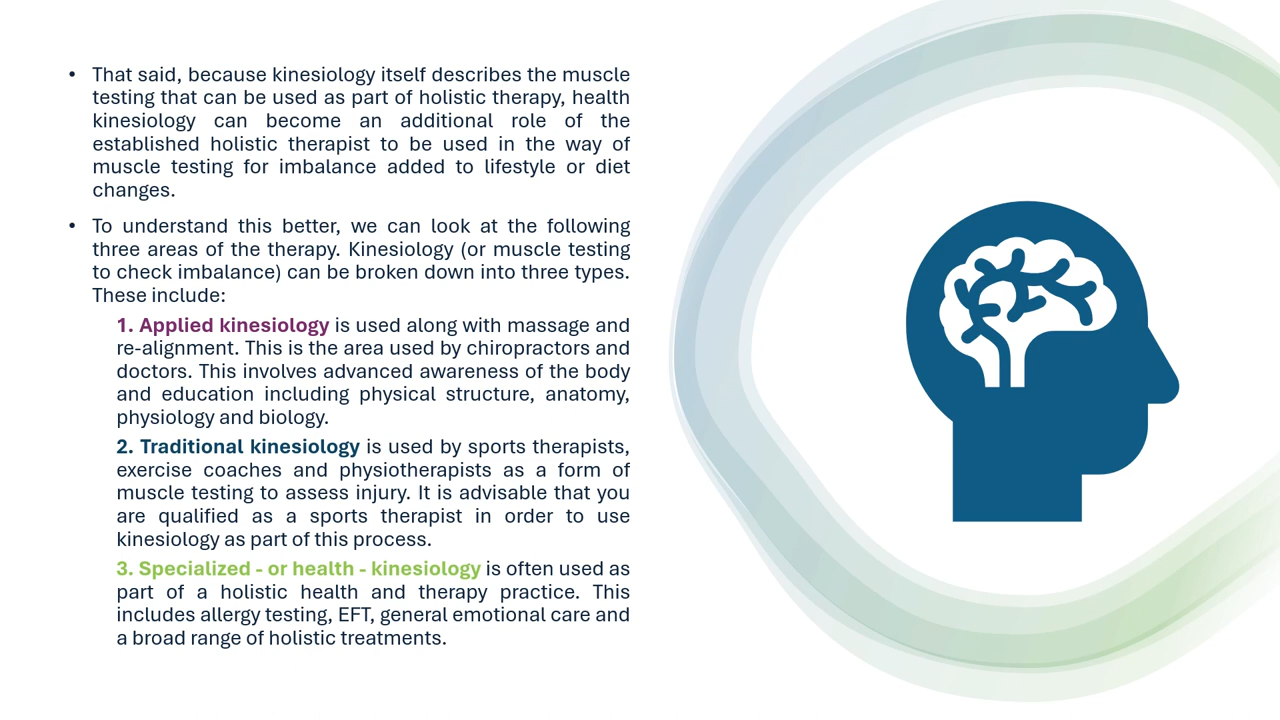 • That said, because kinesiology itself describes the muscle
testing that can be used as part of holistic therapy, health
kinesiology can become an additional role of the
established holistic therapist to be used in the way of
muscle testing for imbalance added to lifestyle or diet
changes.
• To understand this better, we can look at the following
three areas of the therapy. Kinesiology (or muscle testing
to check imbalance) can be broken down into three types.
These include:
1. Applied kinesiology is used along with massage and
re-alignment. This is the area used by chiropractors and
doctors. This involves advanced awareness of the body
and education including physical structure, anatomy,
physiology and biology.
2. Traditional kinesiology is used by sports therapists,
exercise coaches and physiotherapists as a form of
muscle testing to assess injury. It is advisable that you
are qualified as a sports therapist in order to use
kinesiology as part of this process.
3. Specialized - or health - kinesiology is often used as
part of a holistic health and therapy practice. This
includes allergy testing, EFT, general emotional care and
a broad range of holistic treatments.